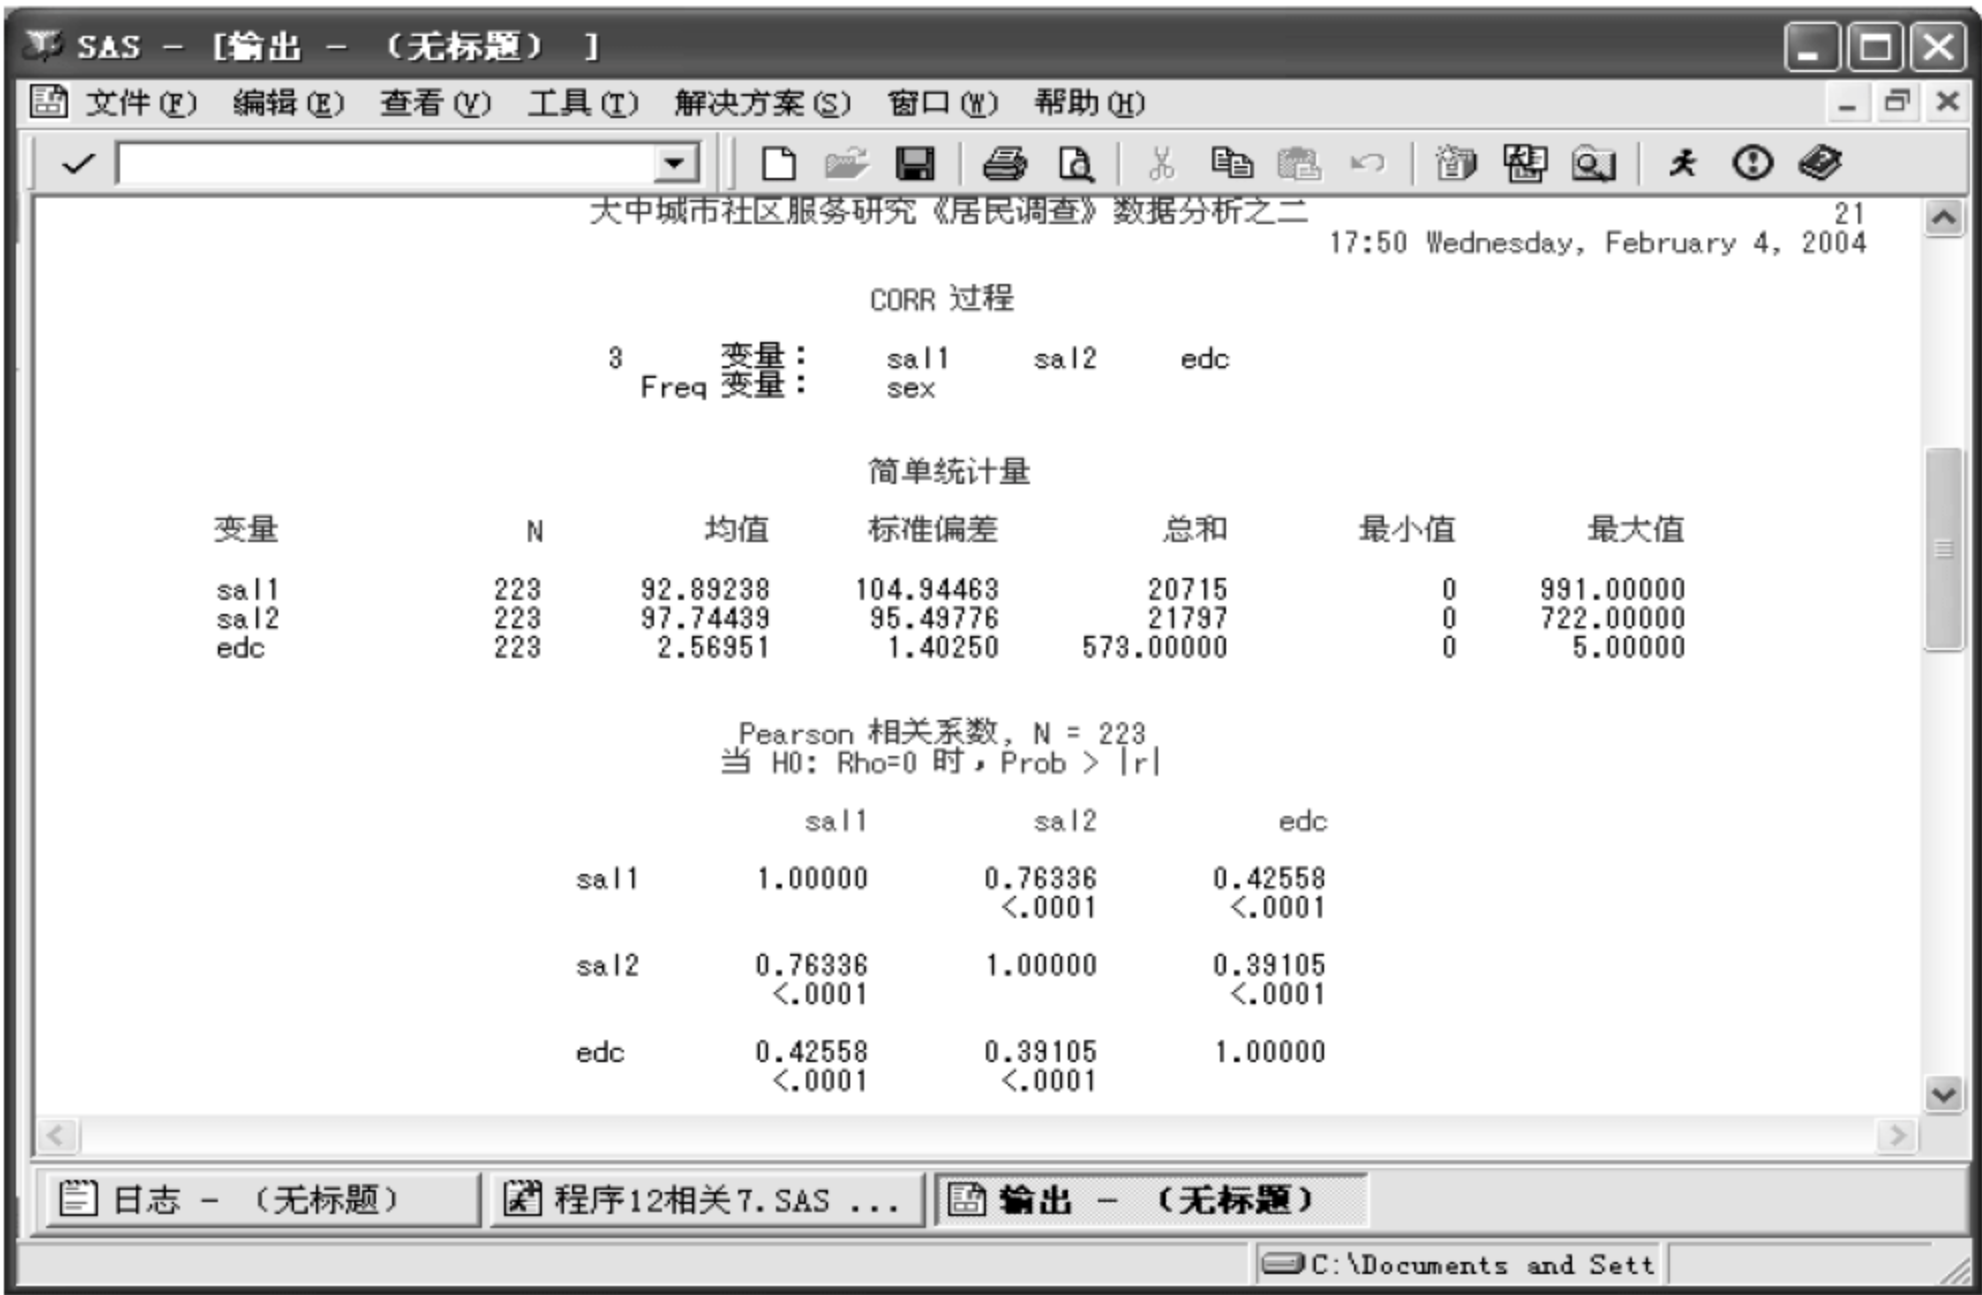 SAS - [输出 - （无标题） ]
文件(F) 编辑(E) 查看(V) 工具(T) 解决方案(S) 窗口(W) 帮助(H)
大中城市社区服务研究《居民调查》数据分析之二 21
17:50 Wednesday, February 4, 2004
CORR 过程
3 变量： sal1 sal2 edc
Freq 变量： sex
简单统计量
变量 N 均值 标准偏差 总和 最小值 最大值
sal1 223 92.89238 104.94463 20715 0 991.00000
sal2 223 97.74439 95.49776 21797 0 722.00000
edc 223 2.56951 1.40250 573.00000 0 5.00000
Pearson 相关系数, N = 223
当 H0: Rho=0 时，Prob > |r|
sal1 sal2 edc
sal1 1.00000 0.76336 0.42558
<.0001 <.0001
sal2 0.76336 1.00000 0.39105
<.0001 <.0001
edc 0.42558 0.39105 1.00000
<.0001 <.0001
日志 - （无标题） 程序12相关7.SAS ... 输出 - （无标题）
C:\Documents and Sett